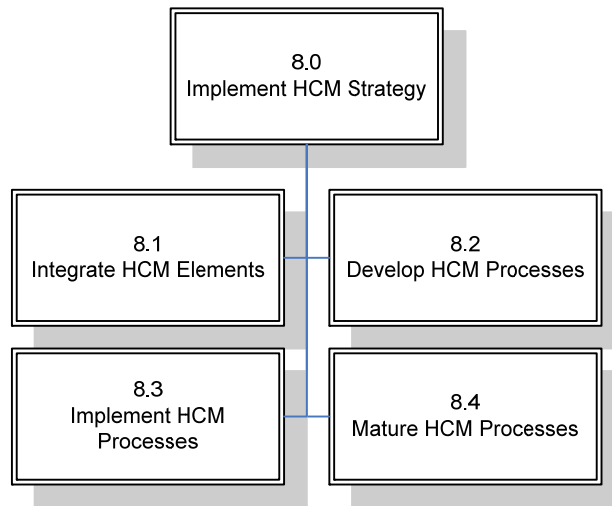 8.0
Implement HCM Strategy
8.1
Integrate HCM Elements
8.2
Develop HCM Processes
8.3
Implement HCM
Processes
8.4
Mature HCM Processes